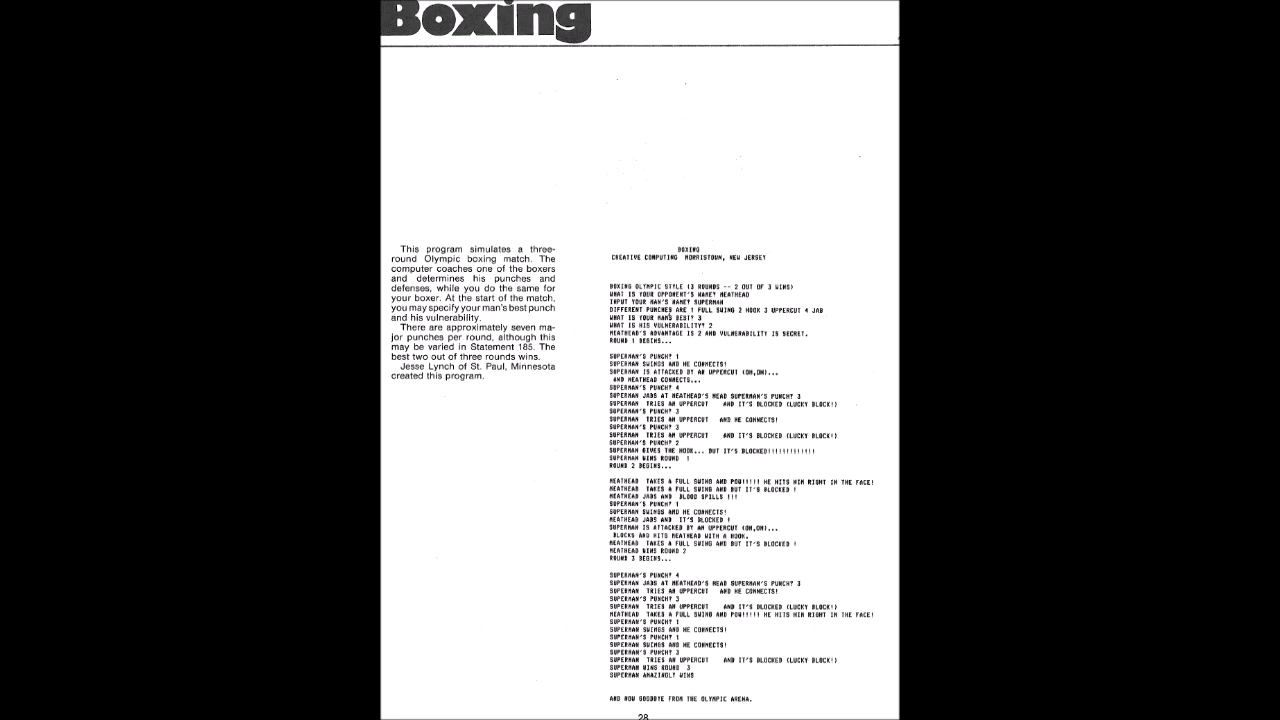 Boxing
This program simulates a three-
round Olympic boxing match. The
computer coaches one of the boxers
and determines his punches and
defenses, while you do the same for
your boxer. At the start of the match,
you may specify your man's best punch
and his vulnerability.
There are approximately seven ma-
jor punches per round, although this
may be varied in Statement 185. The
best two out of three rounds wins.
Jesse Lynch of St. Paul, Minnesota
created this program.
BOXING
CREATIVE COMPUTING MORRISTOWN, NEW JERSEY
BOXING OLYMPIC STYLE (3 ROUNDS -- 2 OUT OF 3 WINS)
WHAT IS YOUR OPPONENT'S NAME? MEATHEAD
INPUT YOUR MAN'S NAME? SUPERMAN
DIFFERENT PUNCHES ARE 1 FULL SWING 2 HOOK 3 UPPERCUT 4 JAB
WHAT IS YOUR MAN'S BEST? 3
WHAT IS HIS VULNERABILITY? 2
MEATHEAD'S ADVANTAGE IS 2 AND VULNERABILITY IS SECRET.
ROUND 1 BEGINS...
SUPERMAN'S PUNCH? 1
SUPERMAN SWINGS AND HE CONNECTS!
SUPERMAN IS ATTACKED BY AN UPPERCUT (OH,OH)...
AND MEATHEAD CONNECTS...
SUPERMAN'S PUNCH? 4
SUPERMAN JABS AT MEATHEAD'S HEAD SUPERMAN'S PUNCH? 3
SUPERMAN TRIES AN UPPERCUT AND IT'S BLOCKED (LUCKY BLOCK!)
SUPERMAN'S PUNCH? 3
SUPERMAN TRIES AN UPPERCUT AND HE CONNECTS!
SUPERMAN'S PUNCH? 3
SUPERMAN TRIES AN UPPERCUT AND IT'S BLOCKED (LUCKY BLOCK!)
SUPERMAN'S PUNCH? 2
SUPERMAN GIVES THE HOOK... BUT IT'S BLOCKED!!!!!!!!!!!!!
SUPERMAN WINS ROUND 1
ROUND 2 BEGINS...
MEATHEAD TAKES A FULL SWING AND POW!!!!! HE HITS HIM RIGHT IN THE FACE!
MEATHEAD TAKES A FULL SWING AND BUT IT'S BLOCKED !
MEATHEAD JABS AND BLOOD SPILLS !!!
SUPERMAN'S PUNCH? 1
SUPERMAN SWINGS AND HE CONNECTS!
MEATHEAD JABS AND IT'S BLOCKED !
SUPERMAN IS ATTACKED BY AN UPPERCUT (OH,OH)...
BLOCKS AND HITS MEATHEAD WITH A HOOK.
MEATHEAD TAKES A FULL SWING AND BUT IT'S BLOCKED !
MEATHEAD WINS ROUND 2
ROUND 3 BEGINS...
SUPERMAN'S PUNCH? 4
SUPERMAN JABS AT MEATHEAD'S HEAD SUPERMAN'S PUNCH? 3
SUPERMAN TRIES AN UPPERCUT AND HE CONNECTS!
SUPERMAN'S PUNCH? 3
SUPERMAN TRIES AN UPPERCUT AND IT'S BLOCKED (LUCKY BLOCK!)
MEATHEAD TAKES A FULL SWING AND POW!!!!! HE HITS HIM RIGHT IN THE FACE!
SUPERMAN'S PUNCH? 1
SUPERMAN SWINGS AND HE CONNECTS!
SUPERMAN'S PUNCH? 1
SUPERMAN SWINGS AND HE CONNECTS!
SUPERMAN'S PUNCH? 3
SUPERMAN TRIES AN UPPERCUT AND IT'S BLOCKED (LUCKY BLOCK!)
SUPERMAN WINS ROUND 3
SUPERMAN AMAZINGLY WINS
AND NOW GOODBYE FROM THE OLYMPIC ARENA.
28